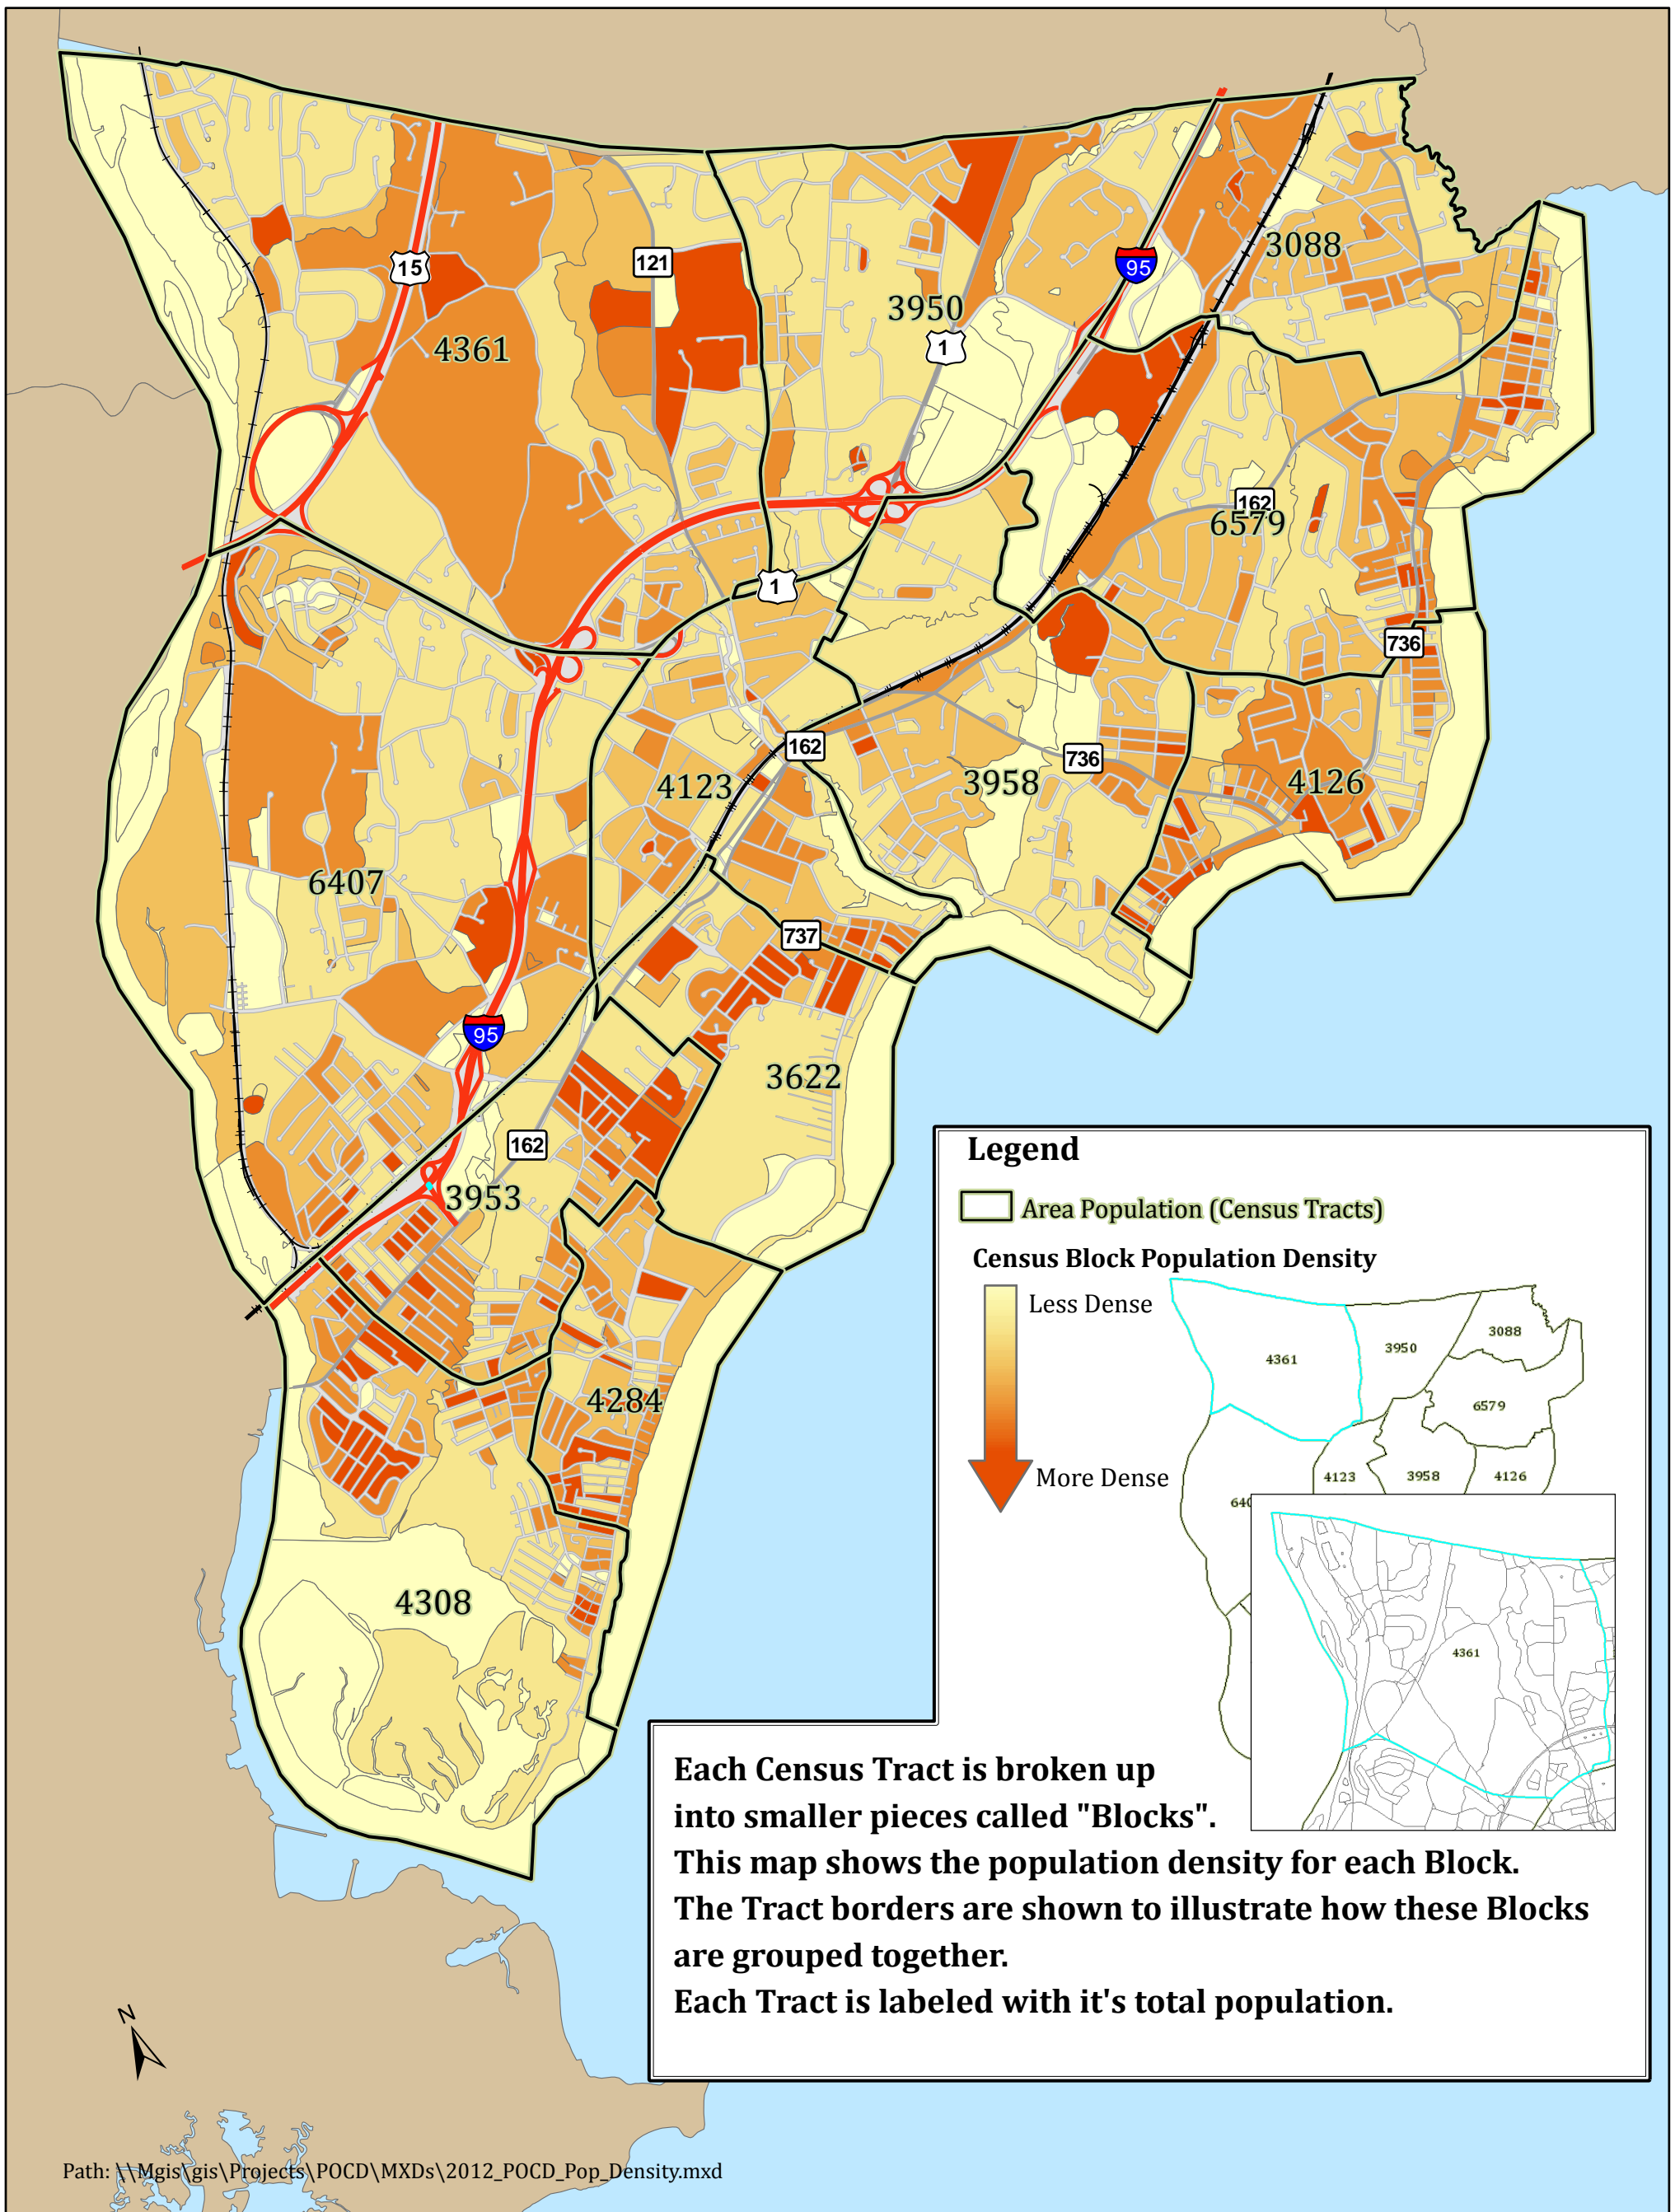 15
121
95
3088
3950
1
4361
162
6579
1
736
162
736
4123
3958
4126
6407
737
95
3622
162
3953
4284
4308
Legend
Area Population (Census Tracts)
Census Block Population Density
Less Dense
More Dense
3088
3950
4361
6579
4123
3958
4126
640
4361
Each Census Tract is broken up
into smaller pieces called "Blocks".
This map shows the population density for each Block.
The Tract borders are shown to illustrate how these Blocks
are grouped together.
Each Tract is labeled with it's total population.
N
Path: \\Mgis\gis\Projects\POCD\MXDs\2012_POCD_Pop_Density.mxd